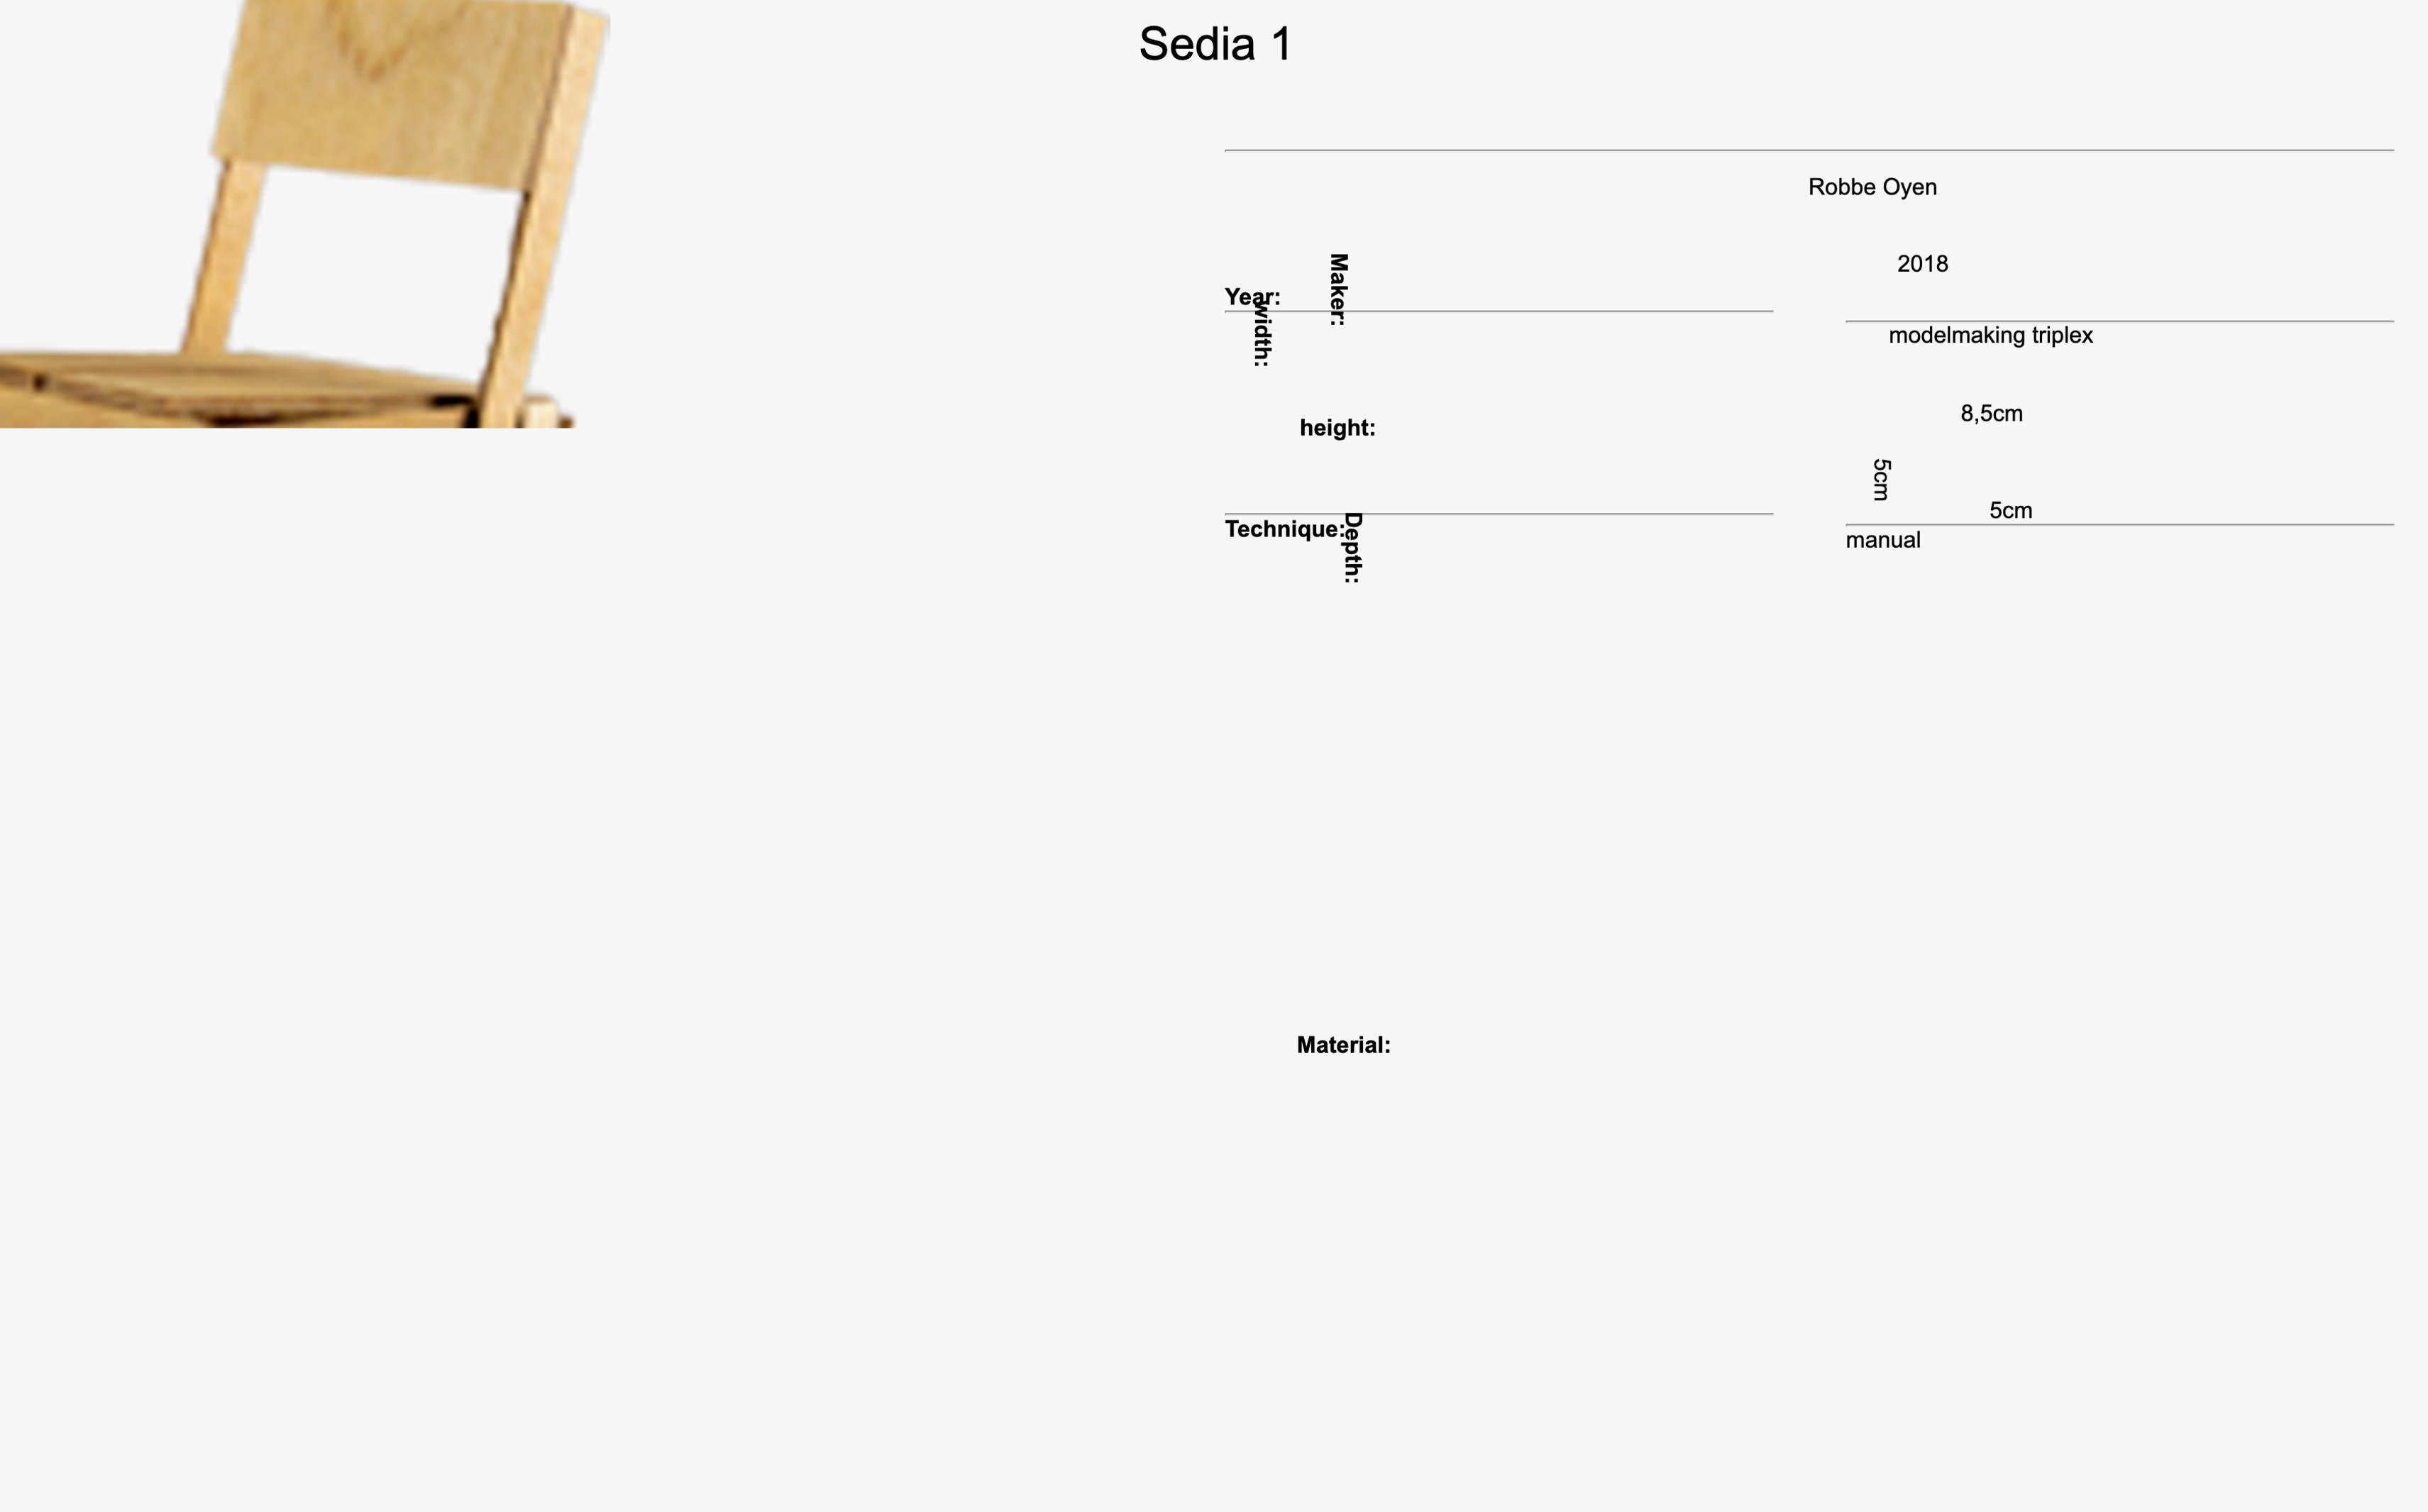 Sedia 1
Robbe Oyen
Maker:
2018
Year:
width:
modelmaking triplex
8,5cm
height:
5cm
5cm
Technique:
Depth:
manual
Material: